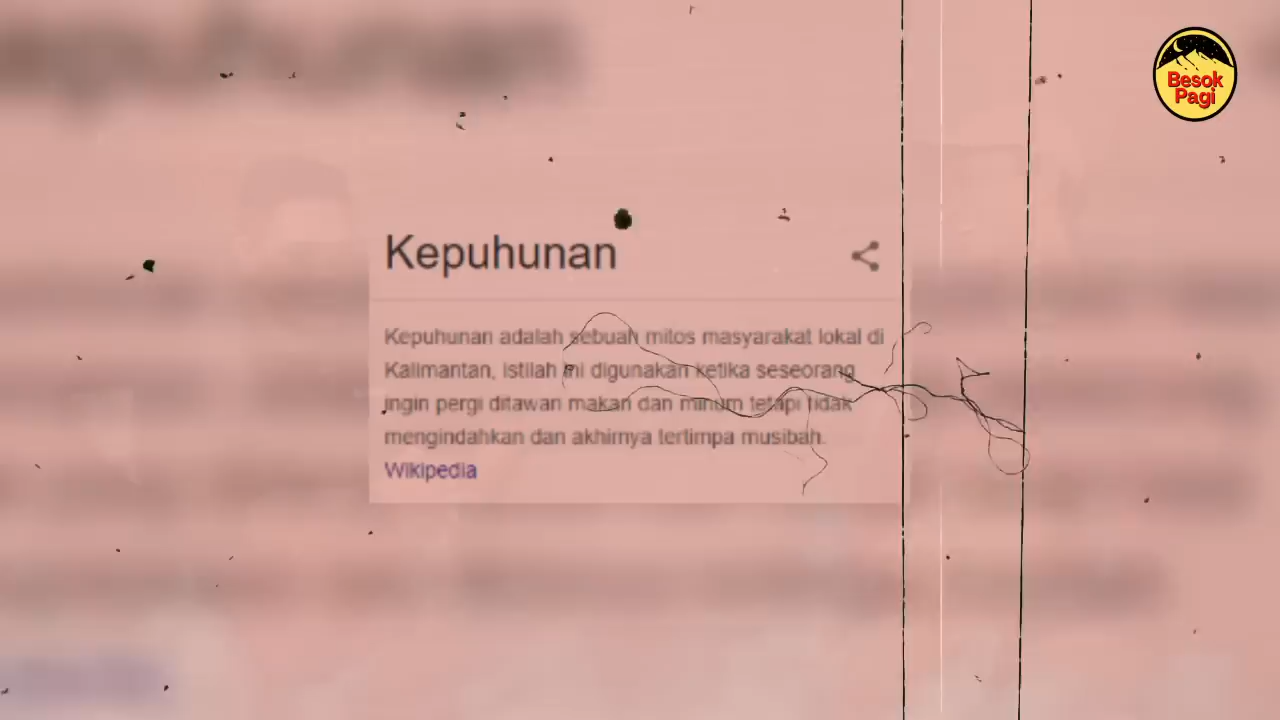 Besok
Pagi
Kepuhunan
Kepuhunan adalah sebuah mitos masyarakat lokal di
Kalimantan, istilah ini digunakan ketika seseorang
ingin pergi ditawari makan dan minum tetapi tidak
mengindahkan dan akhirnya tertimpa musibah.
Wikipedia